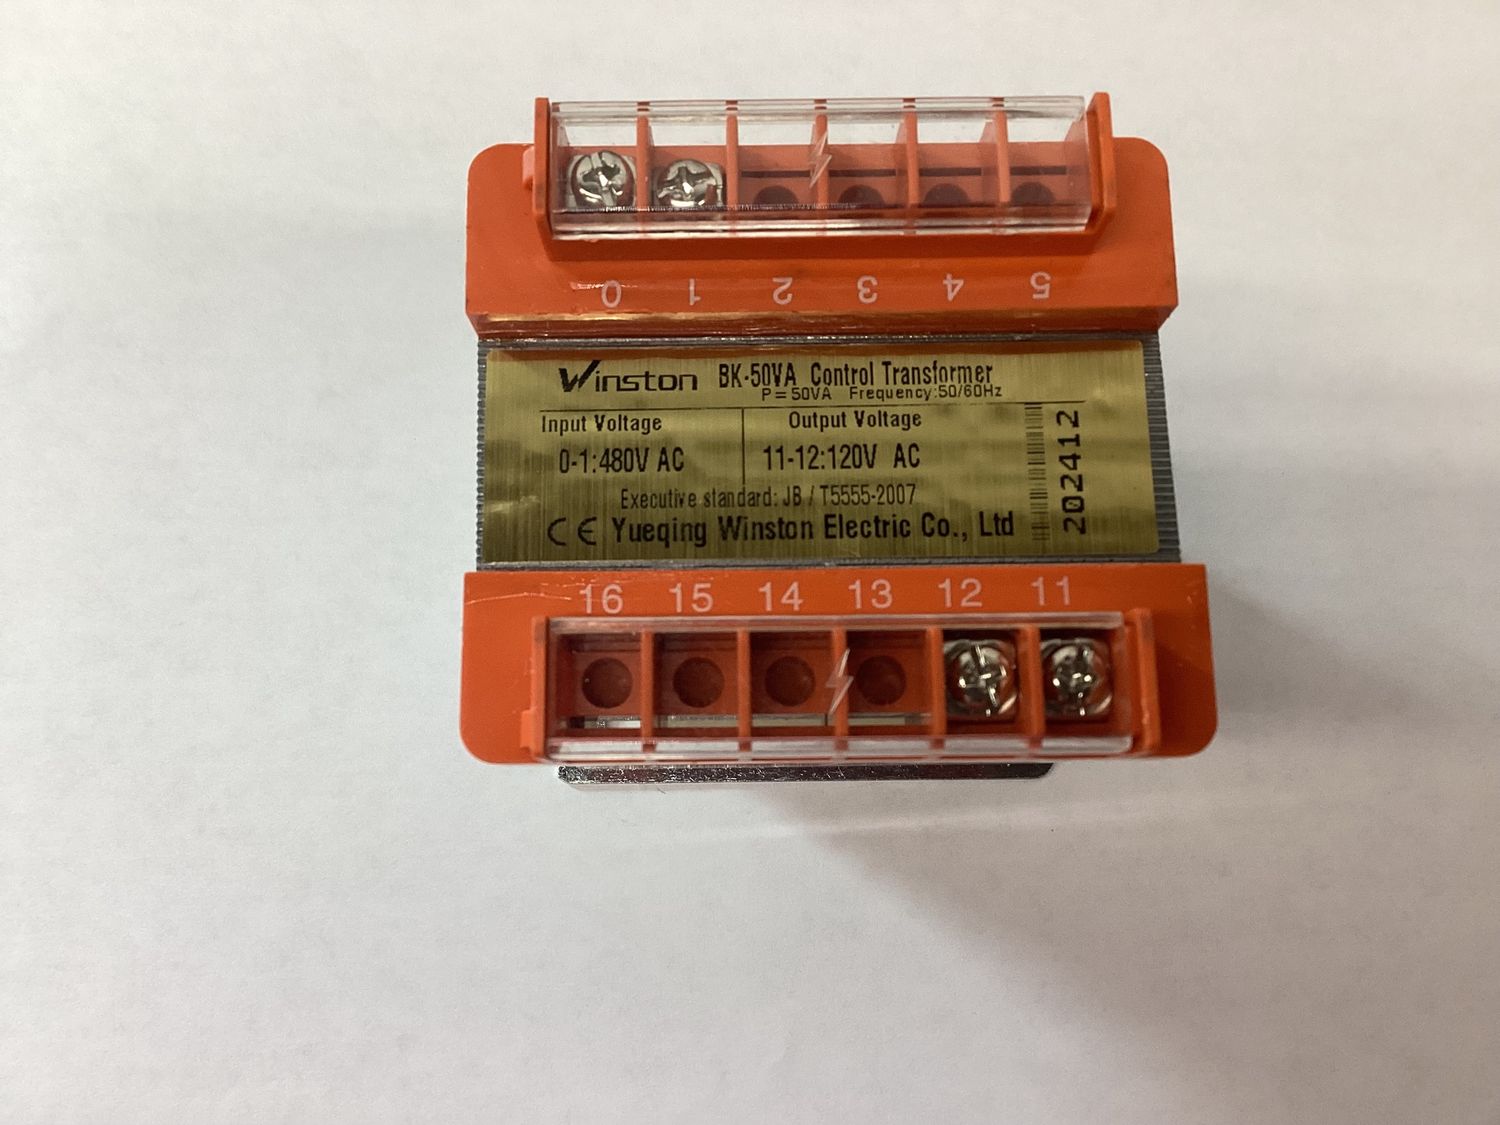 0 1 2 3 4 5
Winston BK-50VA Control Transformer
P=50VA Frequency:50/60Hz
Input Voltage
0-1:480V AC
Output Voltage
11-12:120V AC
Executive standard: JB / T5555-2007
CE Yueqing Winston Electric Co., Ltd
202412
16 15 14 13 12 11